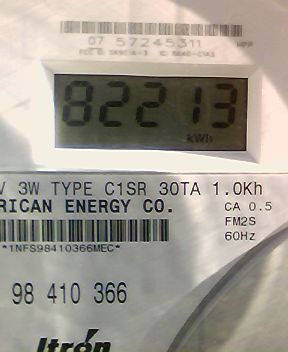 07 57245311
82213
kWh
V 3W TYPE C1SR 30TA 1.0Kh
RICAN ENERGY CO.
CA 0.5
FM2S
60Hz
*1NFS98410366MEC*
98 410 366
Itrón